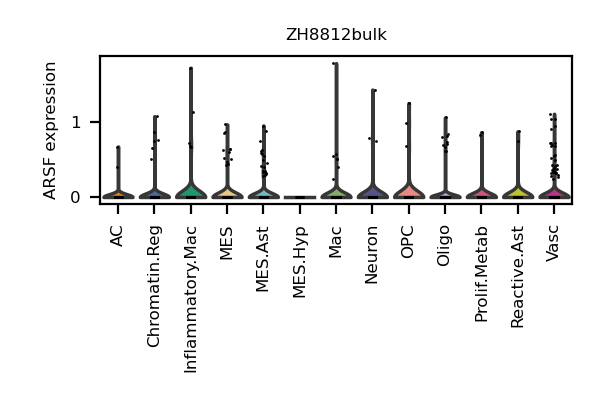 ZH8812bulk
ARSF expression
1
0
AC
Chromatin.Reg
Inflammatory.Mac
MES
MES.Ast
MES.Hyp
Mac
Neuron
OPC
Oligo
Prolif.Metab
Reactive.Ast
Vasc